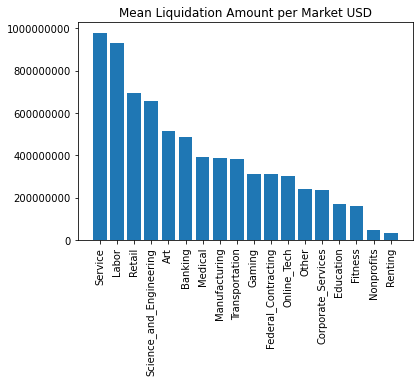 Mean Liquidation Amount per Market USD
1000000000
800000000
600000000
400000000
200000000
0
Service
Labor
Retail
Science_and_Engineering
Art
Banking
Medical
Manufacturing
Transportation
Gaming
Federal_Contracting
Online_Tech
Other
Corporate_Services
Education
Fitness
Nonprofits
Renting